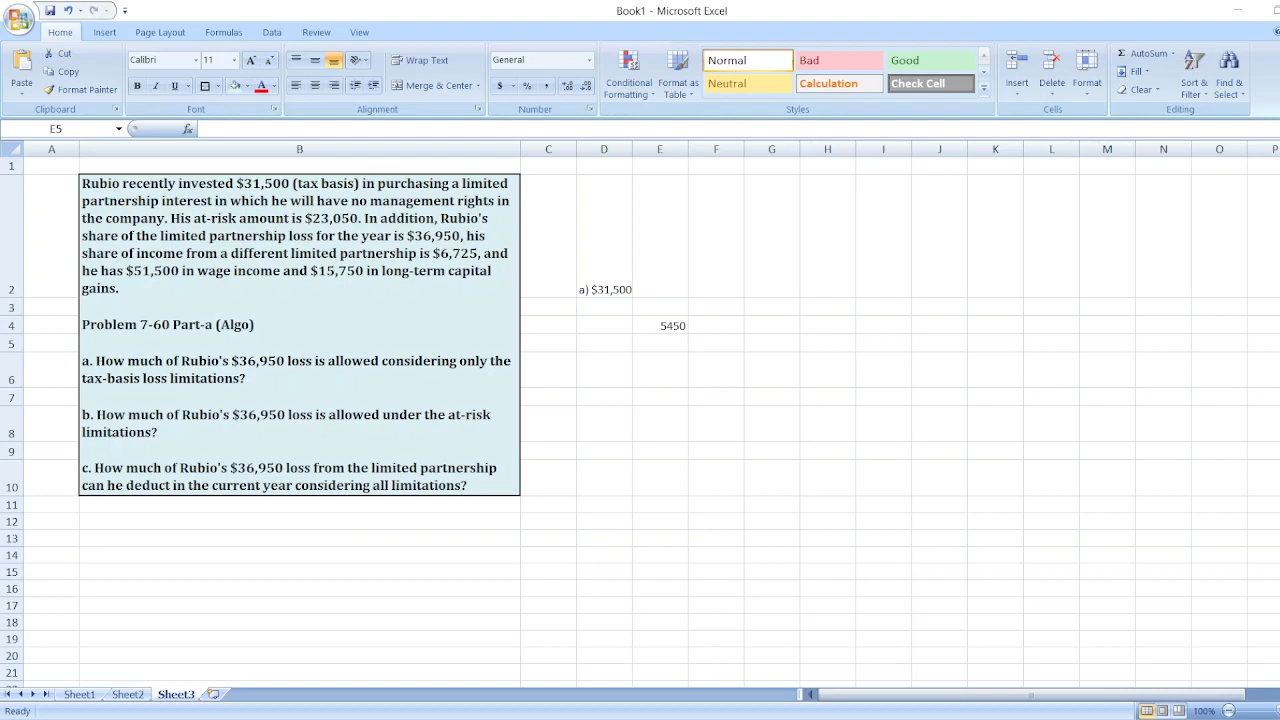 Book1 - Microsoft Excel
Home Insert Page Layout Formulas Data Review View
Paste
Cut
Copy
Format Painter
Clipboard
Calibri 11 A A
B I U A
Font
Wrap Text
Merge & Center
Alignment
General
$ % ,
Number
Conditional Formatting
Format as Table
Normal Bad Good
Neutral Calculation Check Cell
Styles
Insert Delete Format
Cells
Σ AutoSum
Fill
Clear
Sort & Filter
Find & Select
Editing
E5 fx
A B C D E F G H I J K L M N O P
1
Rubio recently invested $31,500 (tax basis) in purchasing a limited
partnership interest in which he will have no management rights in
the company. His at-risk amount is $23,050. In addition, Rubio's
share of the limited partnership loss for the year is $36,950, his
share of income from a different limited partnership is $6,725, and
he has $51,500 in wage income and $15,750 in long-term capital
2 gains. a) $31,500
3
4 Problem 7-60 Part-a (Algo) 5450
5
a. How much of Rubio's $36,950 loss is allowed considering only the
6 tax-basis loss limitations?
7
b. How much of Rubio's $36,950 loss is allowed under the at-risk
8 limitations?
9
c. How much of Rubio's $36,950 loss from the limited partnership
10 can he deduct in the current year considering all limitations?
11
12
13
14
15
16
17
18
19
20
21
Sheet1 Sheet2 Sheet3
Ready 100%